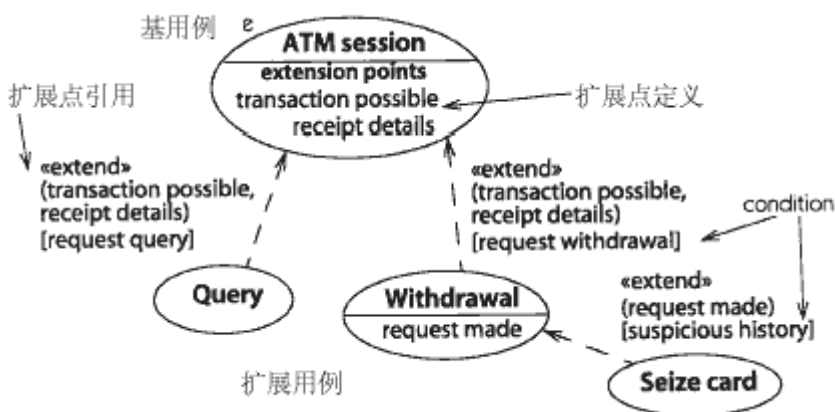 基用例 e
ATM session
extension points
transaction possible
receipt details
扩展点引用
扩展点定义
«extend»
(transaction possible,
receipt details)
[request query]
«extend»
(transaction possible,
receipt details)
[request withdrawal]
condition
Query
Withdrawal
request made
«extend»
(request made)
[suspicious history]
Seize card
扩展用例